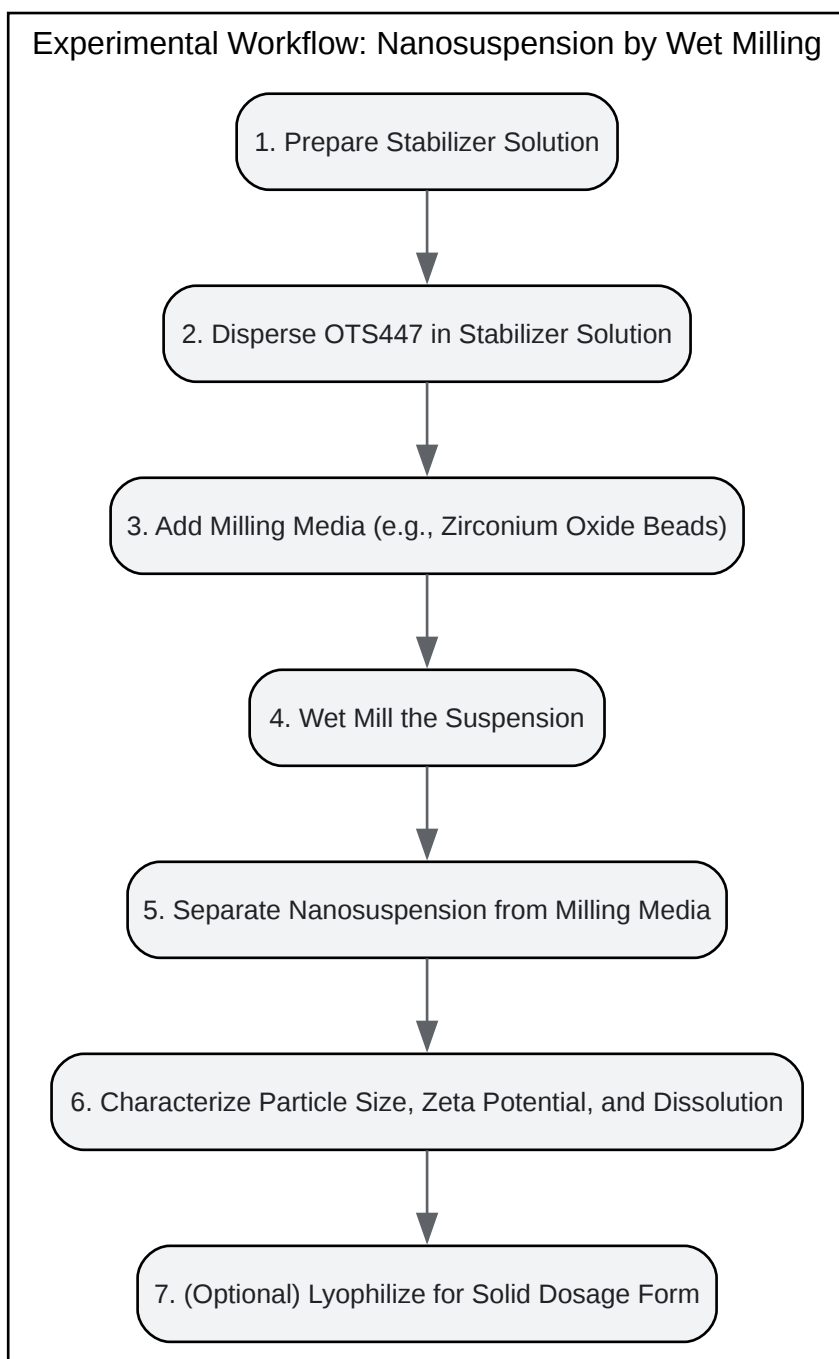 Experimental Workflow: Nanosuspension by Wet Milling
1. Prepare Stabilizer Solution
2. Disperse OTS447 in Stabilizer Solution
3. Add Milling Media (e.g., Zirconium Oxide Beads)
4. Wet Mill the Suspension
5. Separate Nanosuspension from Milling Media
6. Characterize Particle Size, Zeta Potential, and Dissolution
7. (Optional) Lyophilize for Solid Dosage Form